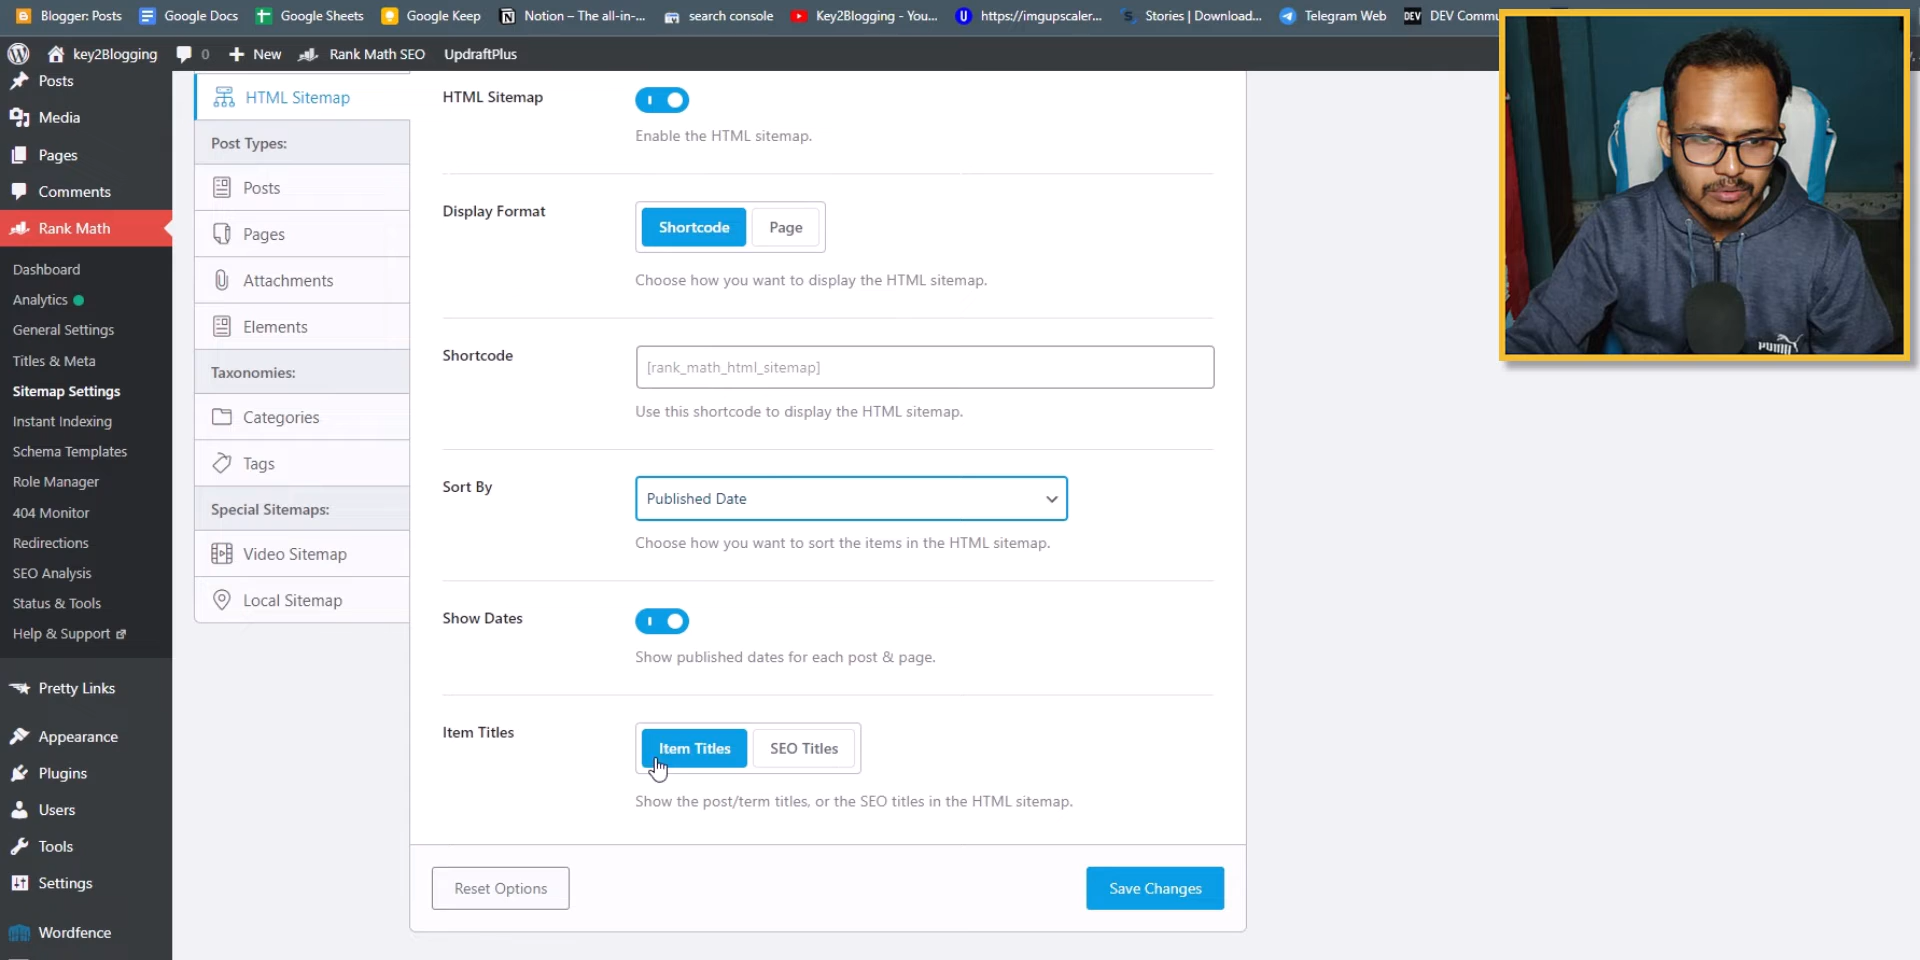 Blogger: Posts
Google Docs
Google Sheets
Google Keep
Notion – The all-in-...
search console
Key2Blogging - You...
https://imgupscaler...
Stories | Download...
Telegram Web
DEV Commu
key2Blogging
0
New
Rank Math SEO
UpdraftPlus
Posts
Media
Pages
Comments
Rank Math
Dashboard
Analytics
General Settings
Titles & Meta
Sitemap Settings
Instant Indexing
Schema Templates
Role Manager
404 Monitor
Redirections
SEO Analysis
Status & Tools
Help & Support
Pretty Links
Appearance
Plugins
Users
Tools
Settings
Wordfence
HTML Sitemap
Post Types:
Posts
Pages
Attachments
Elements
Taxonomies:
Categories
Tags
Special Sitemaps:
Video Sitemap
Local Sitemap
HTML Sitemap
Enable the HTML sitemap.
Display Format
Shortcode
Page
Choose how you want to display the HTML sitemap.
Shortcode
[rank_math_html_sitemap]
Use this shortcode to display the HTML sitemap.
Sort By
Published Date
Choose how you want to sort the items in the HTML sitemap.
Show Dates
Show published dates for each post & page.
Item Titles
Item Titles
SEO Titles
Show the post/term titles, or the SEO titles in the HTML sitemap.
Reset Options
Save Changes
PUMA